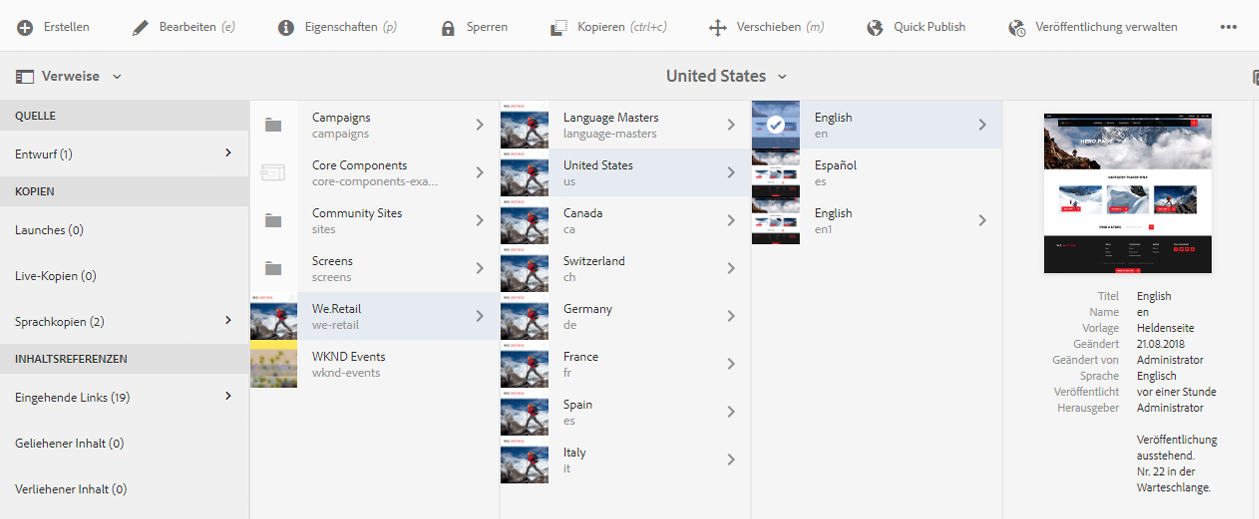 Erstellen
Bearbeiten (e)
Eigenschaften (p)
Sperren
Kopieren (ctrl+c)
Verschieben (m)
Quick Publish
Veröffentlichung verwalten
Verweise
United States
QUELLE
Entwurf (1)
KOPIEN
Launches (0)
Live-Kopien (0)
Sprachkopien (2)
INHALTSREFERENZEN
Eingehende Links (19)
Geliehener Inhalt (0)
Verliehener Inhalt (0)
Campaigns
campaigns
Core Components
core-components-exa...
Community Sites
sites
Screens
screens
We.Retail
we-retail
WKND Events
wknd-events
Language Masters
language-masters
United States
us
Canada
ca
Switzerland
ch
Germany
de
France
fr
Spain
es
Italy
it
English
en
Español
es
English
en1
HERO PAGE
Titel English
Name en
Vorlage Heldenseite
Geändert 21.08.2018
Geändert von Administrator
Sprache Englisch
Veröffentlicht vor einer Stunde
Herausgeber Administrator
Veröffentlichung
ausstehend.
Nr. 22 in der
Warteschlange.